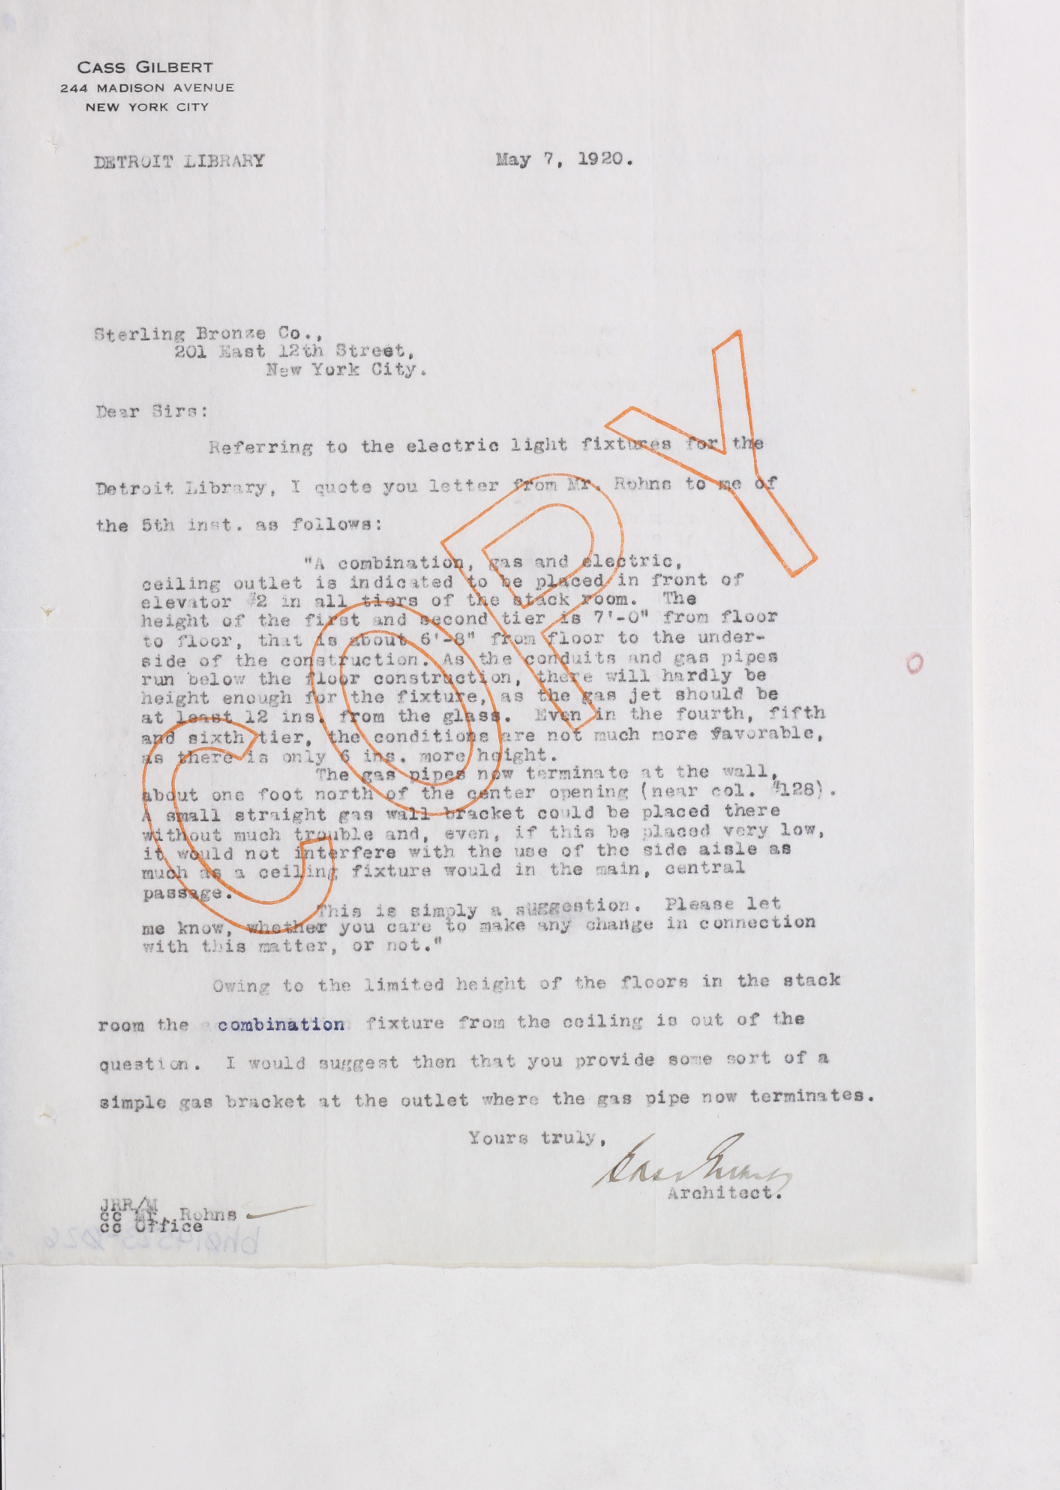 CASS GILBERT
244 MADISON AVENUE
NEW YORK CITY
DETROIT LIBRARY
May 7, 1920.
Sterling Bronze Co.,
201 East 12th Street,
New York City.
Dear Sirs:
Referring to the electric light fixtures for the
Detroit Library, I quote you letter from Mr. Rohns to me of
the 5th inst. as follows:
"A combination, gas and electric,
ceiling outlet is indicated to be placed in front of
elevator #2 in all tiers of the stack room. The
height of the first and second tier is 7'-0" from floor
to floor, that is about 6'-8" from floor to the under-
side of the construction. As the conduits and gas pipes
run below the floor construction, there will hardly be
height enough for the fixture, as the gas jet should be
at least 12 ins. from the glass. Even in the fourth, fifth
and sixth tier, the conditions are not much more favorable,
as there is only 6 ins. more height.
The gas pipes now terminate at the wall,
about one foot north of the center opening (near col. #128).
A small straight gas wall bracket could be placed there
without much trouble and, even, if this be placed very low,
it would not interfere with the use of the side aisle as
much as a ceiling fixture would in the main, central
passage.
This is simply a suggestion. Please let
me know, whether you care to make any change in connection
with this matter, or not."
Owing to the limited height of the floors in the stack
room the combination fixture from the ceiling is out of the
question. I would suggest then that you provide some sort of a
simple gas bracket at the outlet where the gas pipe now terminates.
Yours truly,
Cass Gilbert
Architect.
JRR/M
cc Mr. Rohns
cc Office
COPY